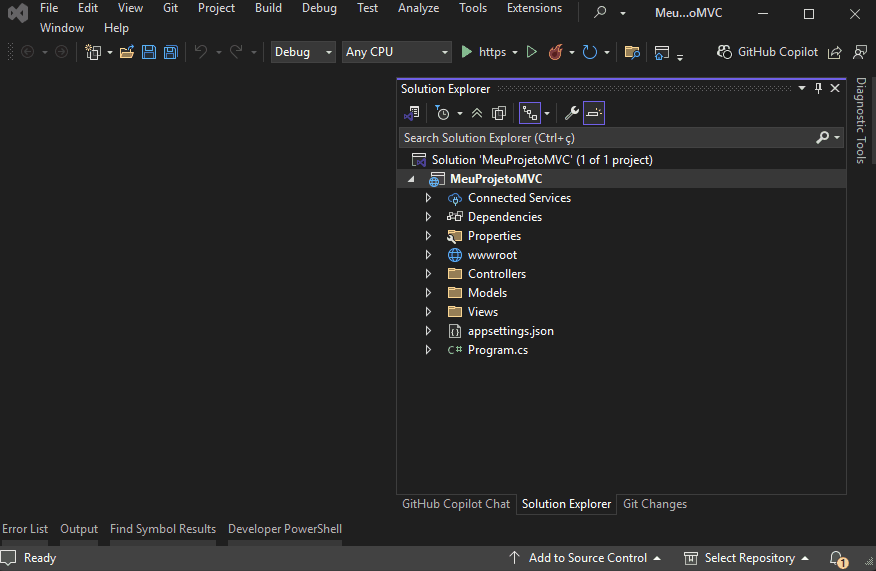 File Edit View Git Project Build Debug Test Analyze Tools Extensions Meu...oMVC
Window Help
Debug Any CPU https GitHub Copilot
Solution Explorer
Diagnostic Tools
Search Solution Explorer (Ctrl+ç)
Solution 'MeuProjetoMVC' (1 of 1 project)
MeuProjetoMVC
Connected Services
Dependencies
Properties
wwwroot
Controllers
Models
Views
appsettings.json
C# Program.cs
GitHub Copilot Chat Solution Explorer Git Changes
Error List Output Find Symbol Results Developer PowerShell
Ready Add to Source Control Select Repository 1